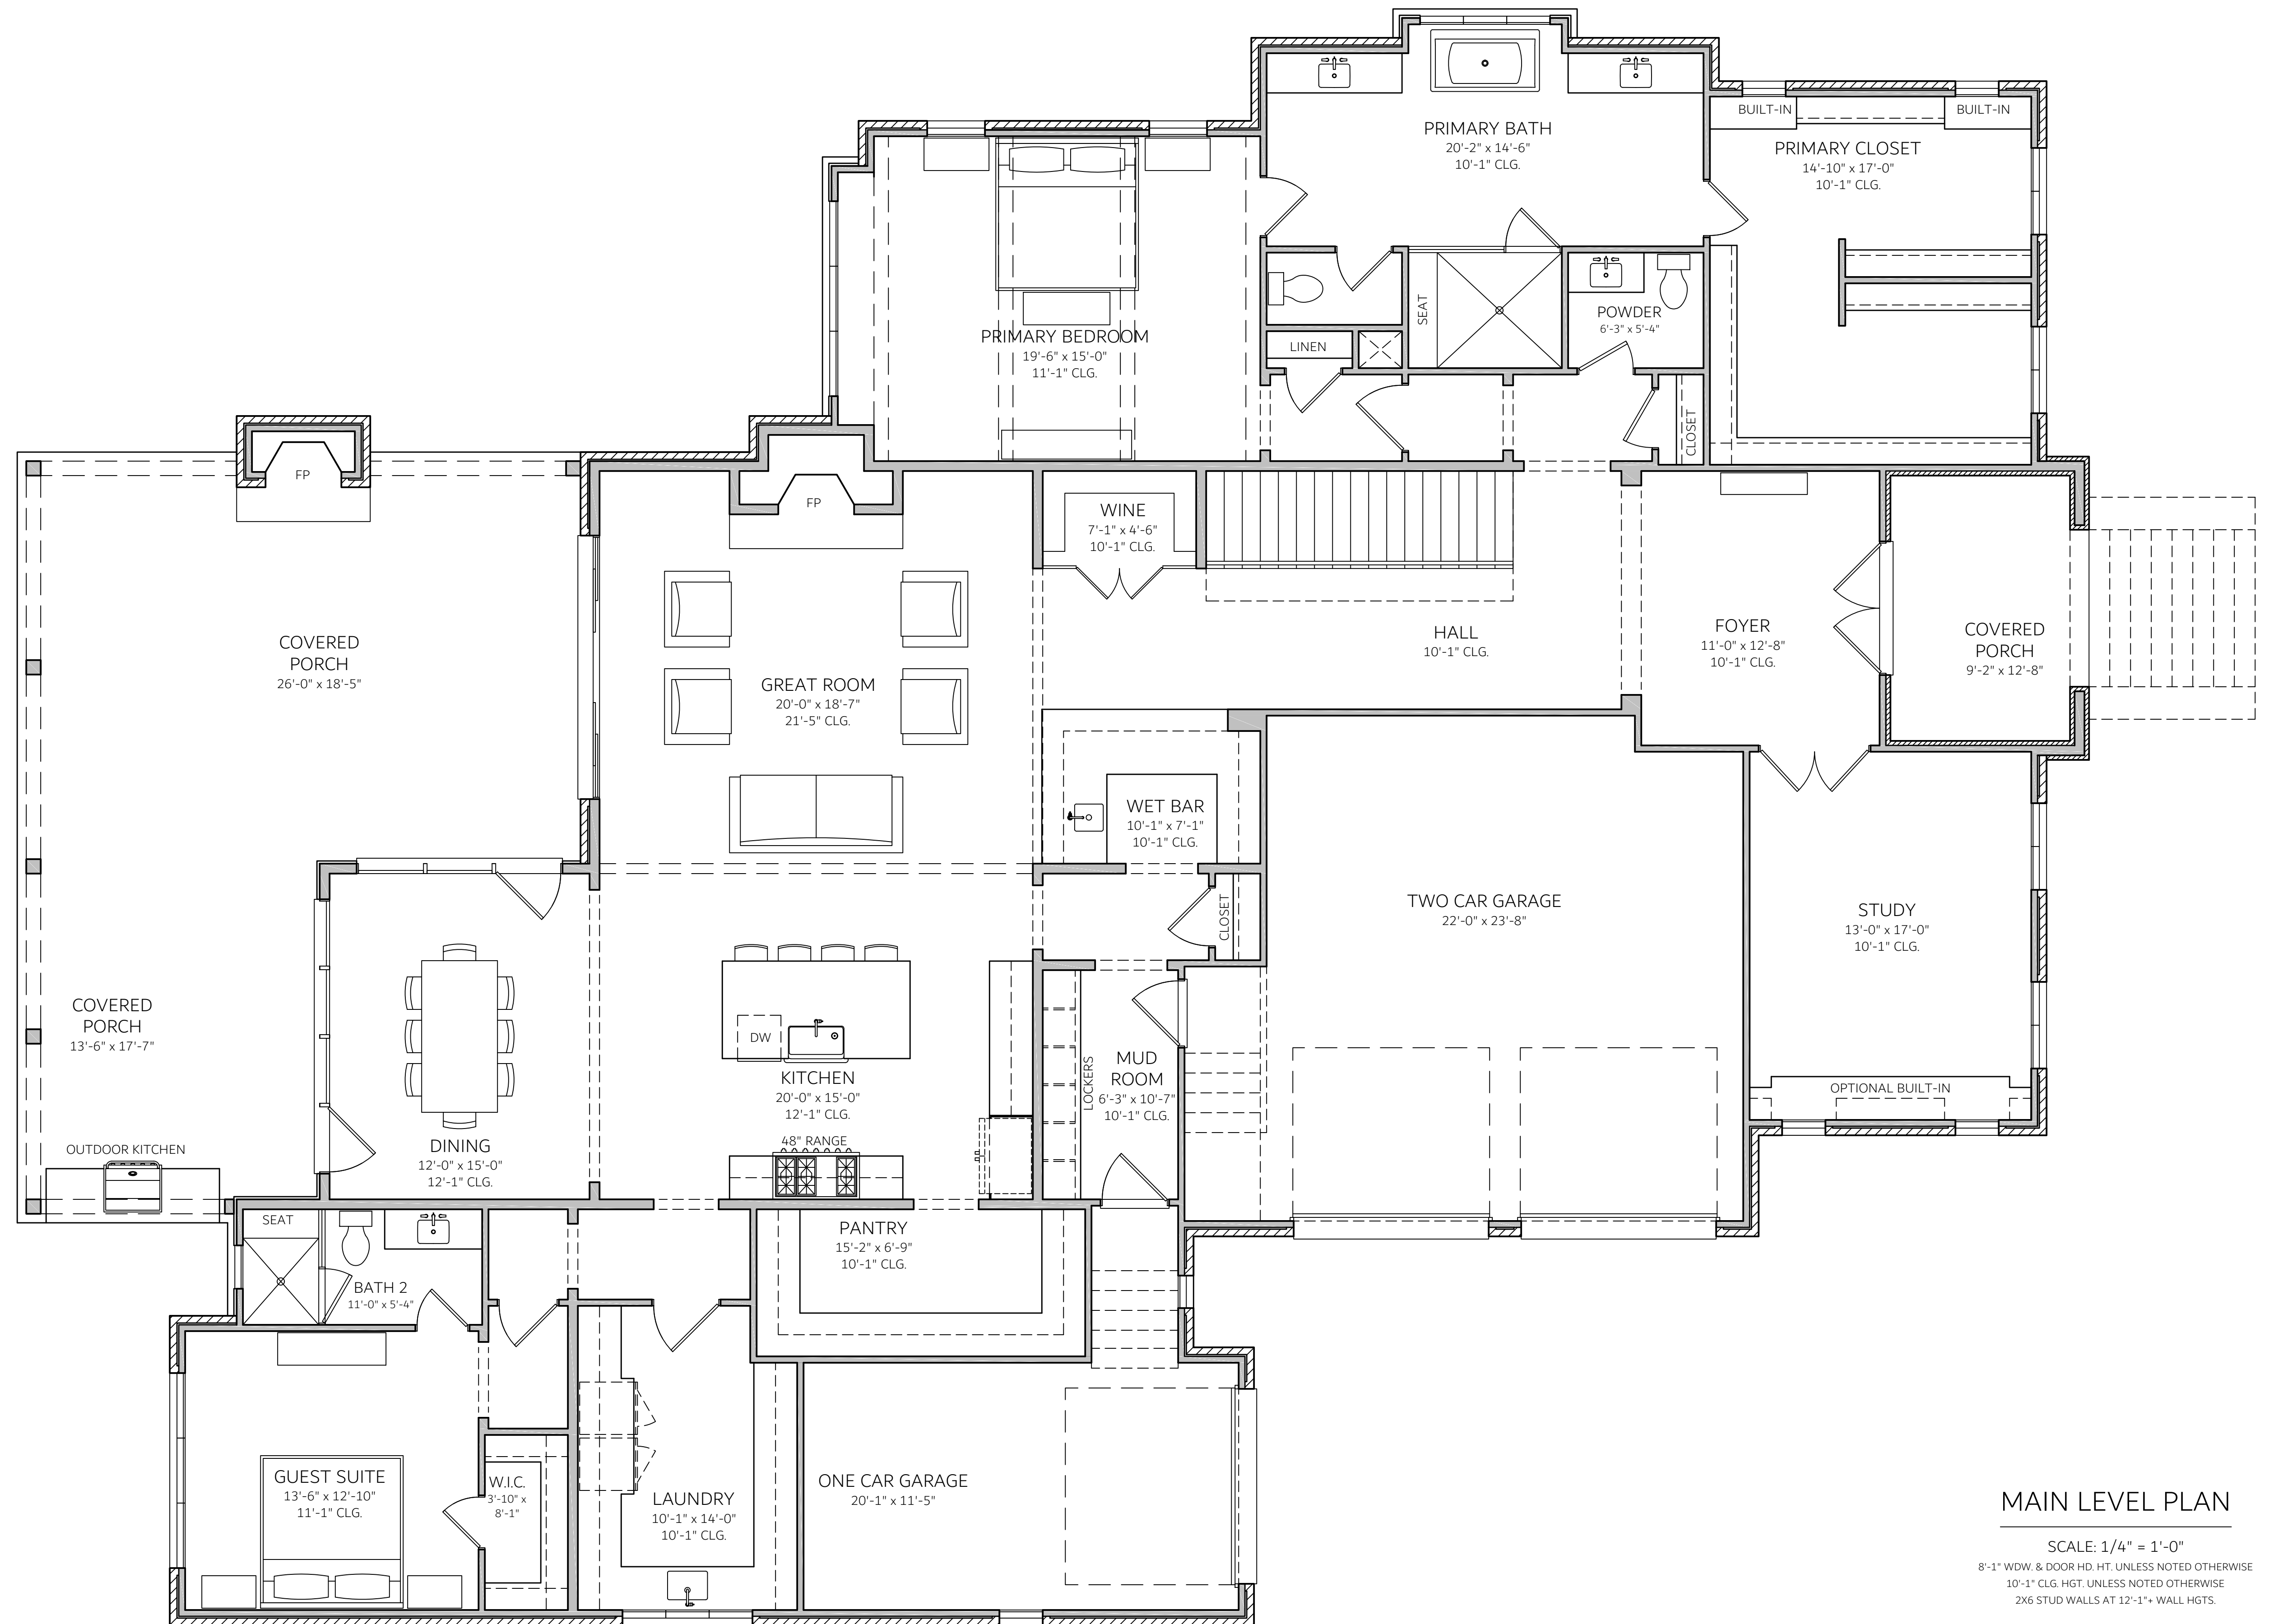 PRIMARY BATH
20'-2" x 14'-6"
10'-1" CLG.
BUILT-IN
BUILT-IN
PRIMARY CLOSET
14'-10" x 17'-0"
10'-1" CLG.
PRIMARY BEDROOM
19'-6" x 15'-0"
11'-1" CLG.
SEAT
LINEN
POWDER
6'-3" x 5'-4"
CLOSET
FP
FP
WINE
7'-1" x 4'-6"
10'-1" CLG.
COVERED
PORCH
26'-0" x 18'-5"
GREAT ROOM
20'-0" x 18'-7"
21'-5" CLG.
HALL
10'-1" CLG.
FOYER
11'-0" x 12'-8"
10'-1" CLG.
COVERED
PORCH
9'-2" x 12'-8"
WET BAR
10'-1" x 7'-1"
10'-1" CLG.
CLOSET
TWO CAR GARAGE
22'-0" x 23'-8"
STUDY
13'-0" x 17'-0"
10'-1" CLG.
OPTIONAL BUILT-IN
COVERED
PORCH
13'-6" x 17'-7"
DW
KITCHEN
20'-0" x 15'-0"
12'-1" CLG.
48" RANGE
LOCKERS
MUD
ROOM
6'-3" x 10'-7"
10'-1" CLG.
OUTDOOR KITCHEN
DINING
12'-0" x 15'-0"
12'-1" CLG.
SEAT
BATH 2
11'-0" x 5'-4"
PANTRY
15'-2" x 6'-9"
10'-1" CLG.
GUEST SUITE
13'-6" x 12'-10"
11'-1" CLG.
W.I.C.
3'-10" x
8'-1"
LAUNDRY
10'-1" x 14'-0"
10'-1" CLG.
ONE CAR GARAGE
20'-1" x 11'-5"
MAIN LEVEL PLAN
SCALE: 1/4" = 1'-0"
8'-1" WDW. & DOOR HD. HT. UNLESS NOTED OTHERWISE
10'-1" CLG. HGT. UNLESS NOTED OTHERWISE
2X6 STUD WALLS AT 12'-1"+ WALL HGTS.